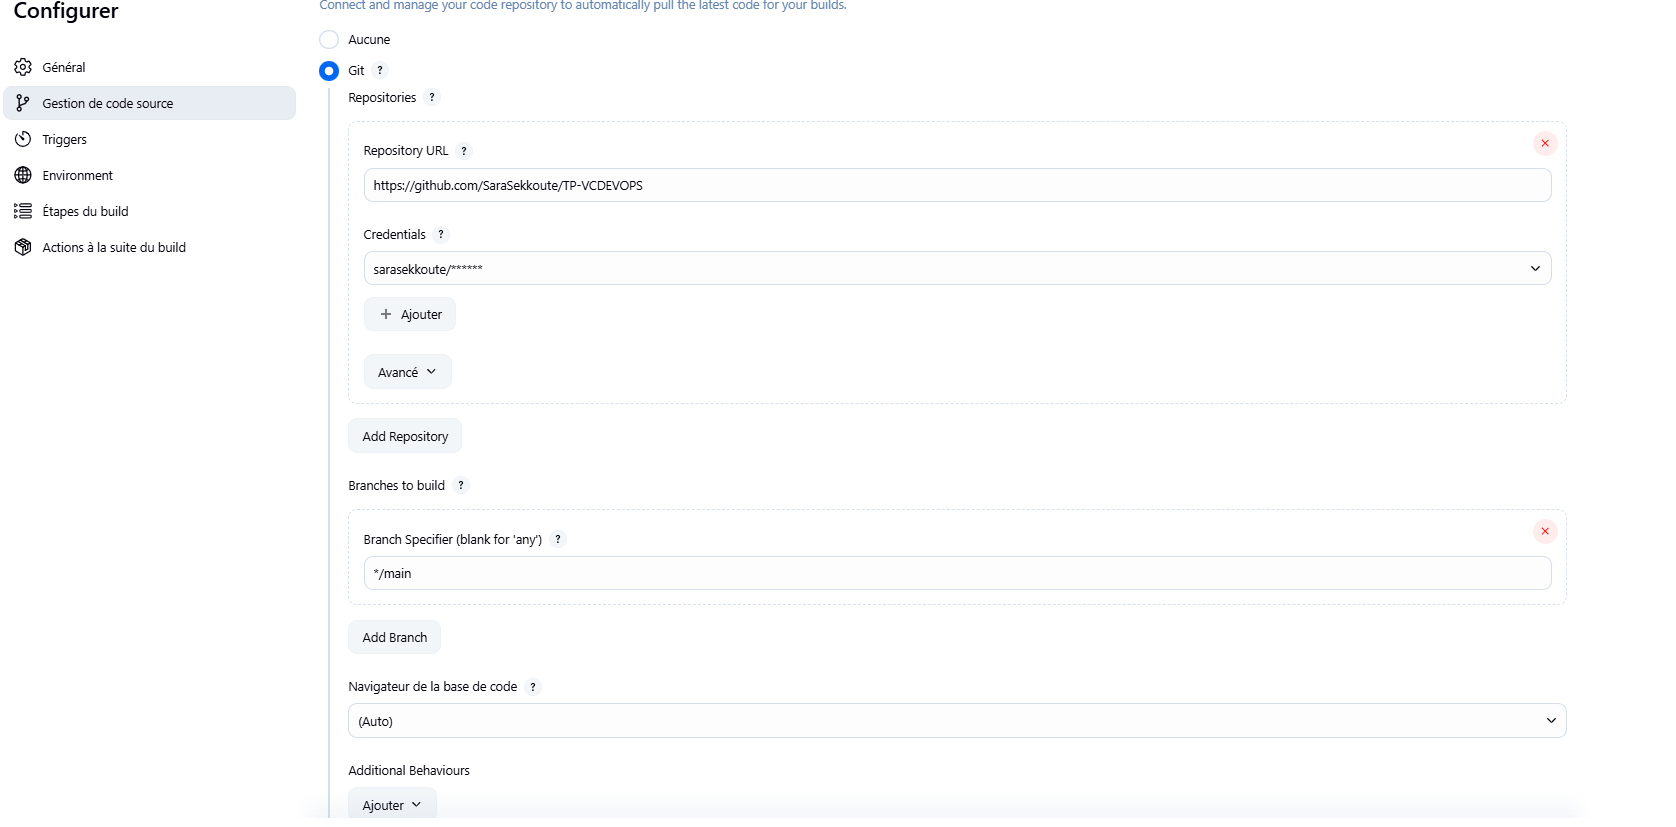 Configurer
Général
Gestion de code source
Triggers
Environment
Étapes du build
Actions à la suite du build
Connect and manage your code repository to automatically pull the latest code for your builds.
Aucune
Git ?
Repositories ?
Repository URL ?
https://github.com/SaraSekkoute/TP-VCDEVOPS
Credentials ?
sarasekkoute/******
+ Ajouter
Avancé
Add Repository
Branches to build ?
Branch Specifier (blank for 'any') ?
*/main
Add Branch
Navigateur de la base de code ?
(Auto)
Additional Behaviours
Ajouter